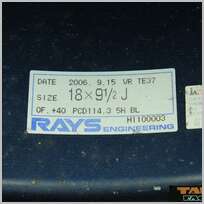 DATE 2006. 9.15 VR TE37
SIZE 18×9½J
OF.+40 PCD114.3 5H BL
H1100003
RAYS ENGINEERING